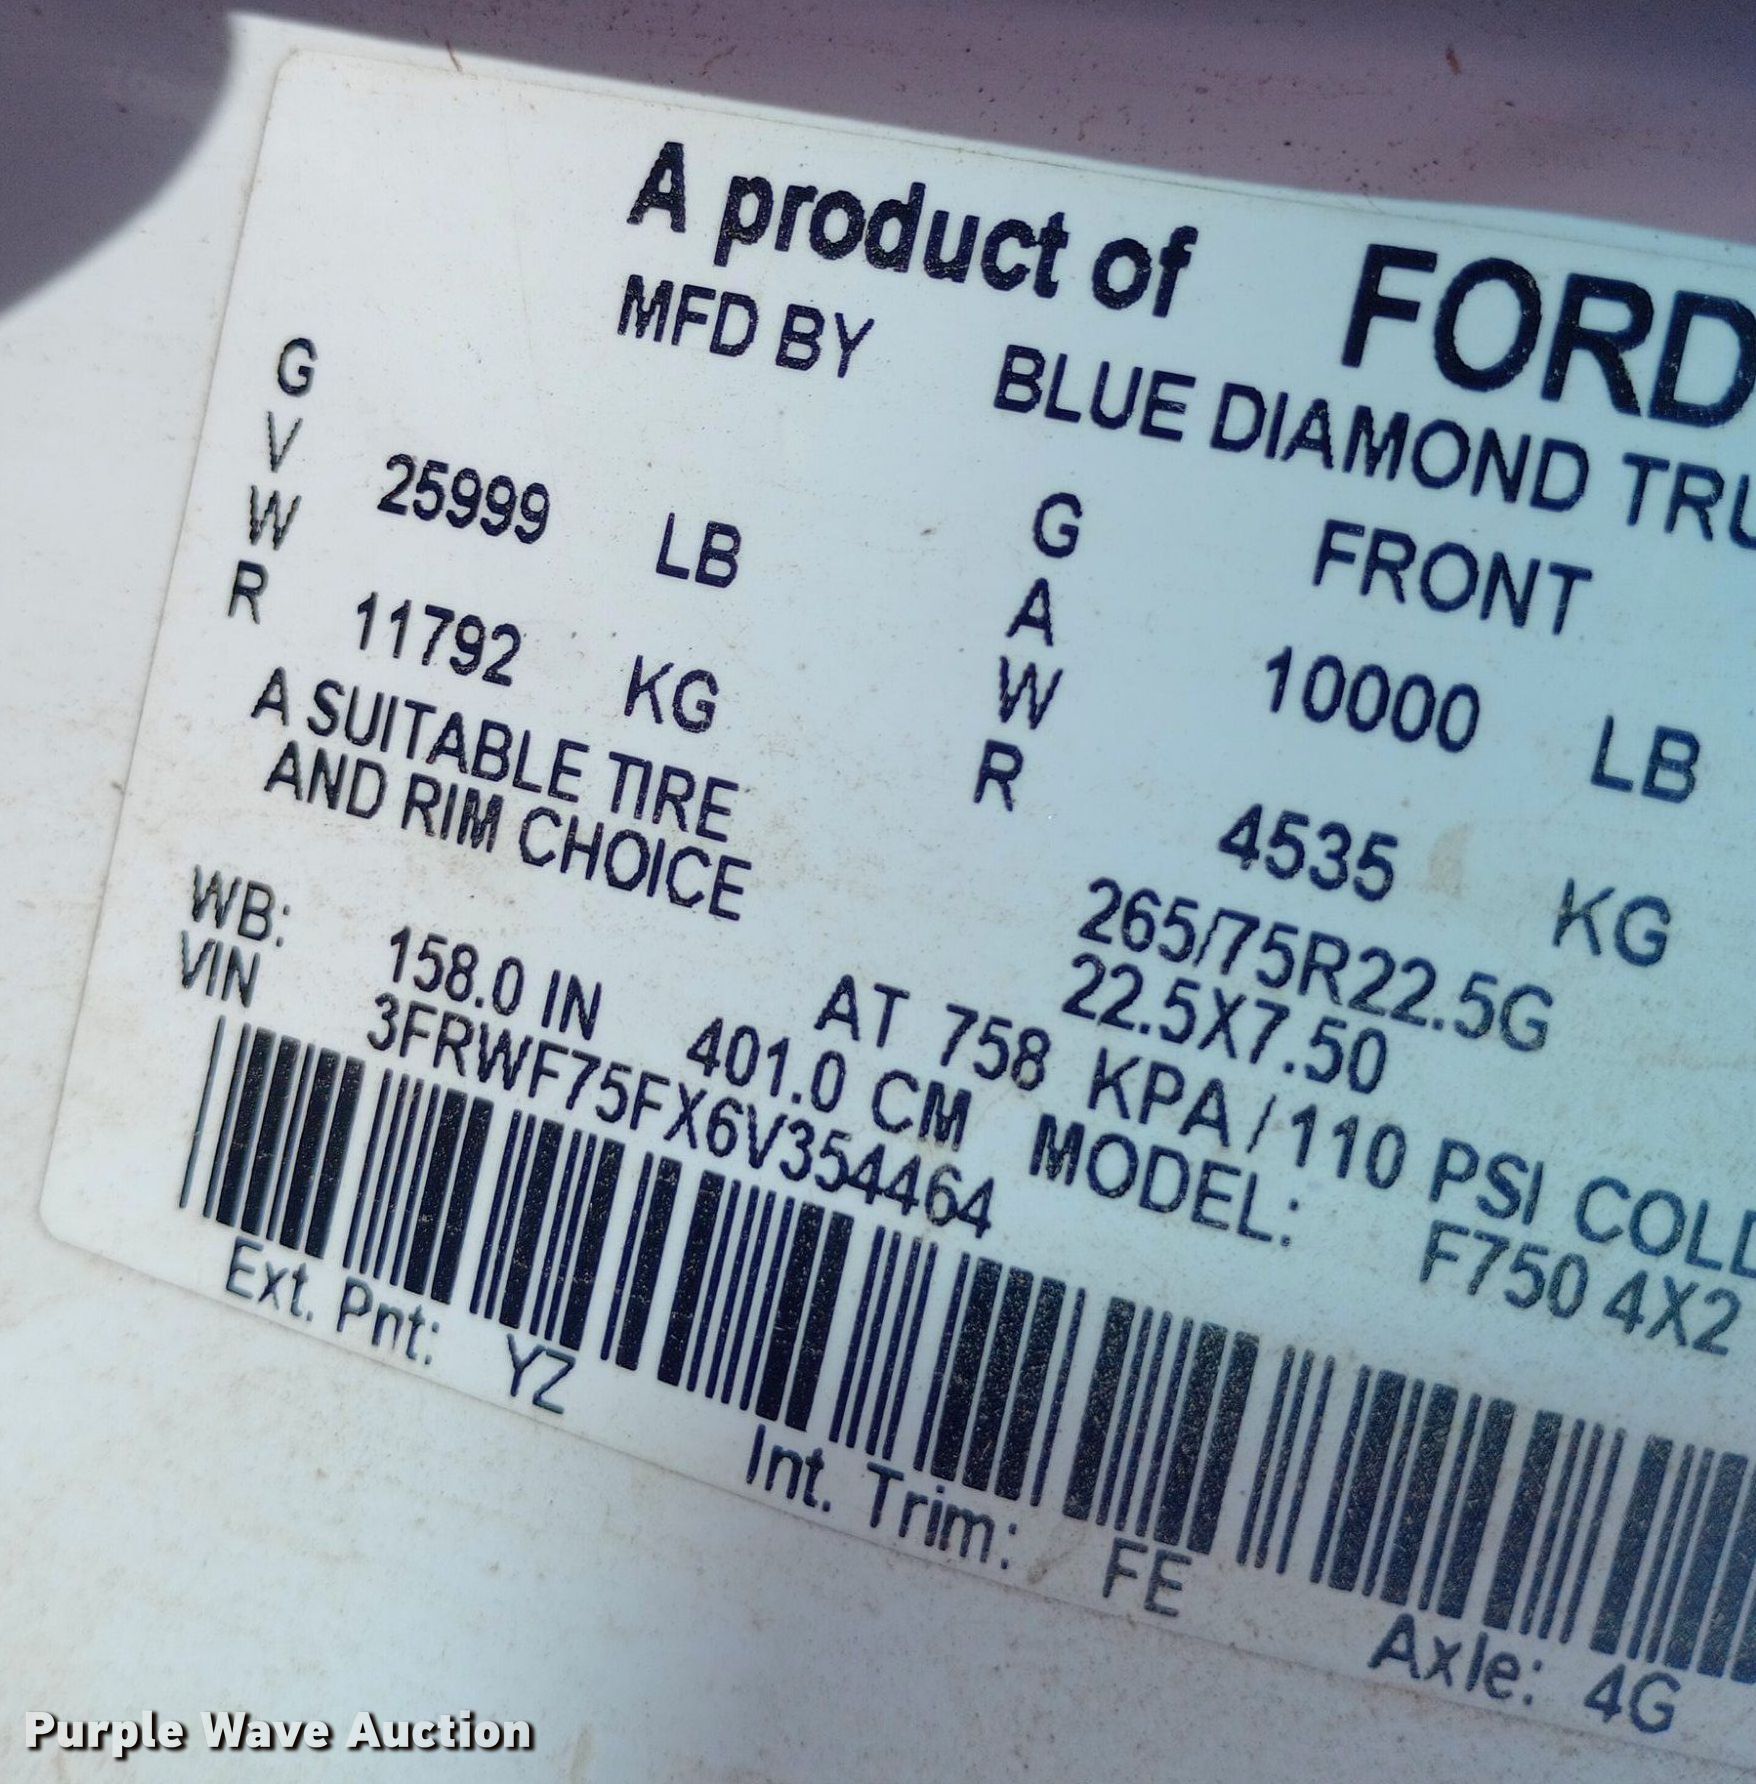 A product of FORD
MFD BY BLUE DIAMOND
GVWR
25999 LB
11792 KG
A SUITABLE TIRE
AND RIM CHOICE
GAWR
FRONT
10000 LB
4535 KG
265/75R22.5G
22.5X7.50
AT 758 KPA / 110 PSI COLD
WB: 158.0 IN 401.0 CM MODEL: F750 4X2
VIN 3FRWF75FX6V354464
Ext. Pnt: YZ Int. Trim: FE Axle: 4G
Purple Wave Auction